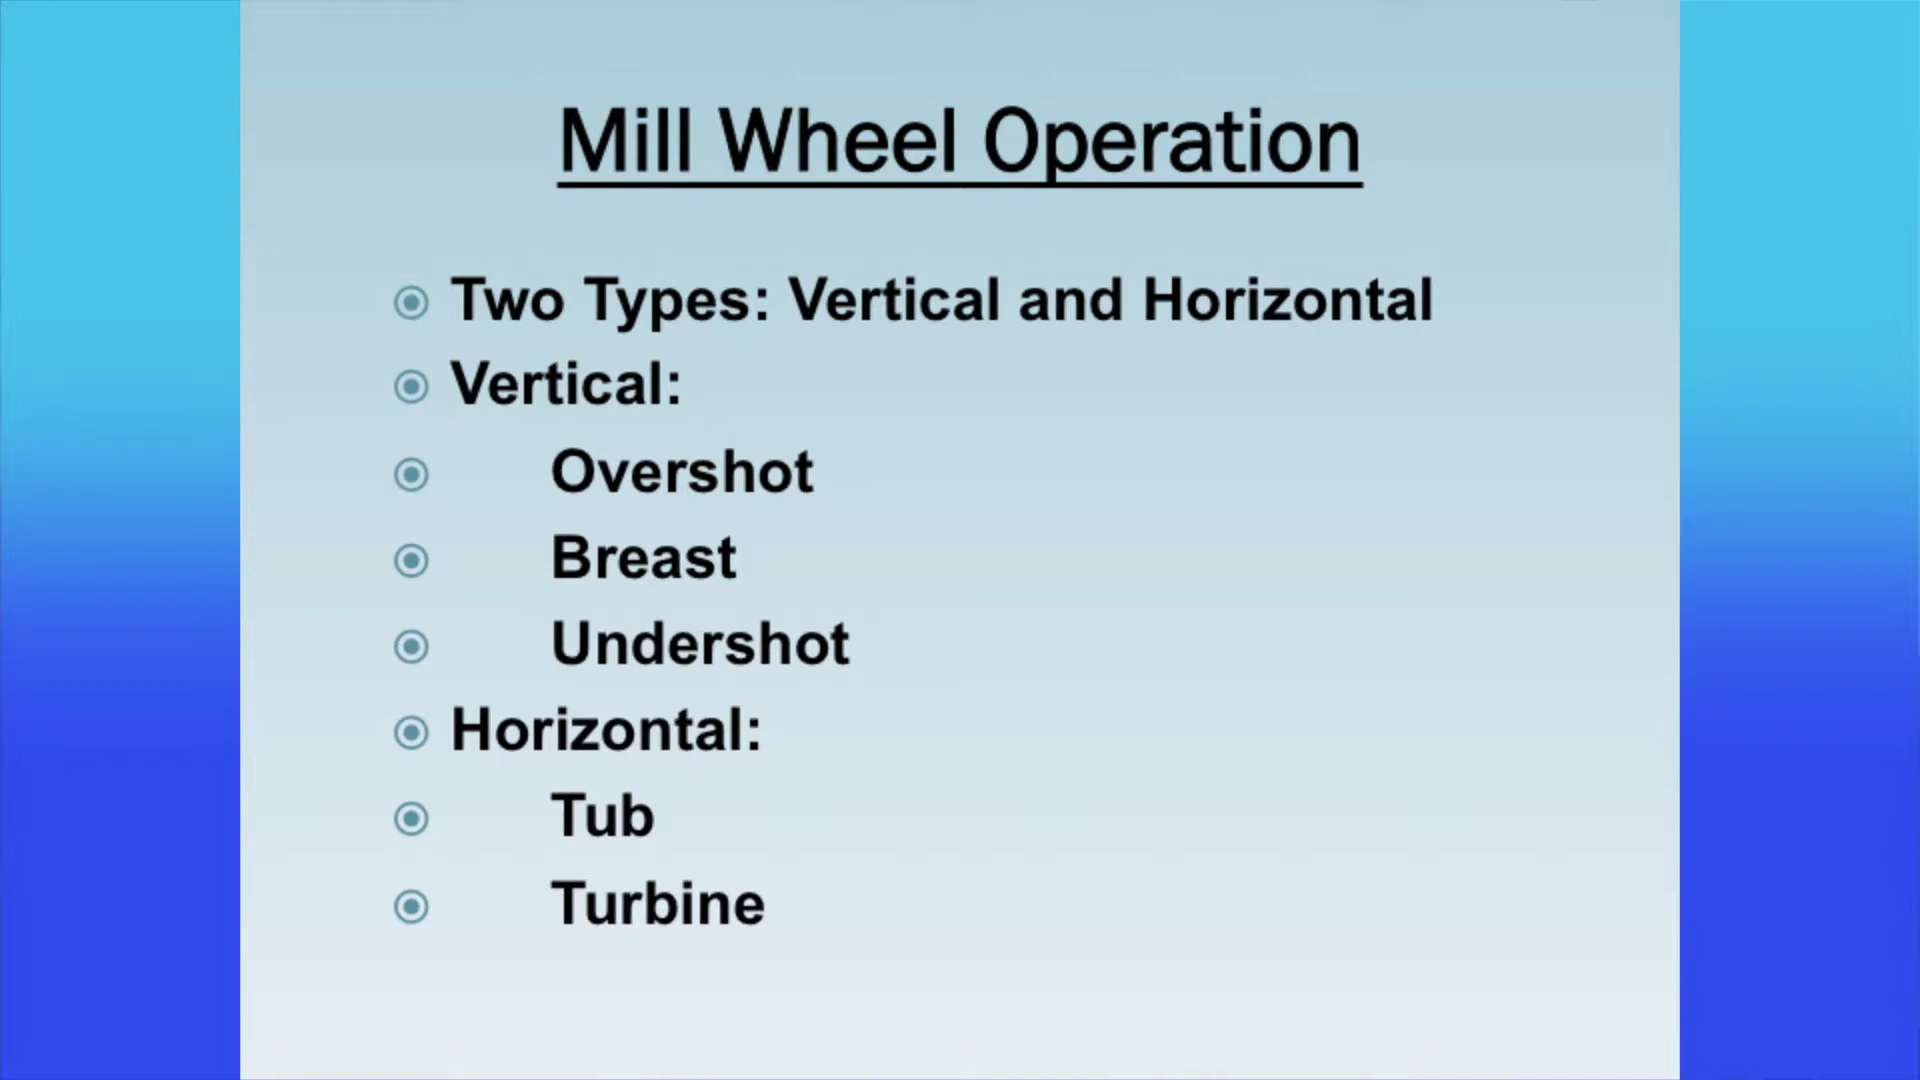 Mill Wheel Operation
Two Types: Vertical and Horizontal
Vertical:
Overshot
Breast
Undershot
Horizontal:
Tub
Turbine